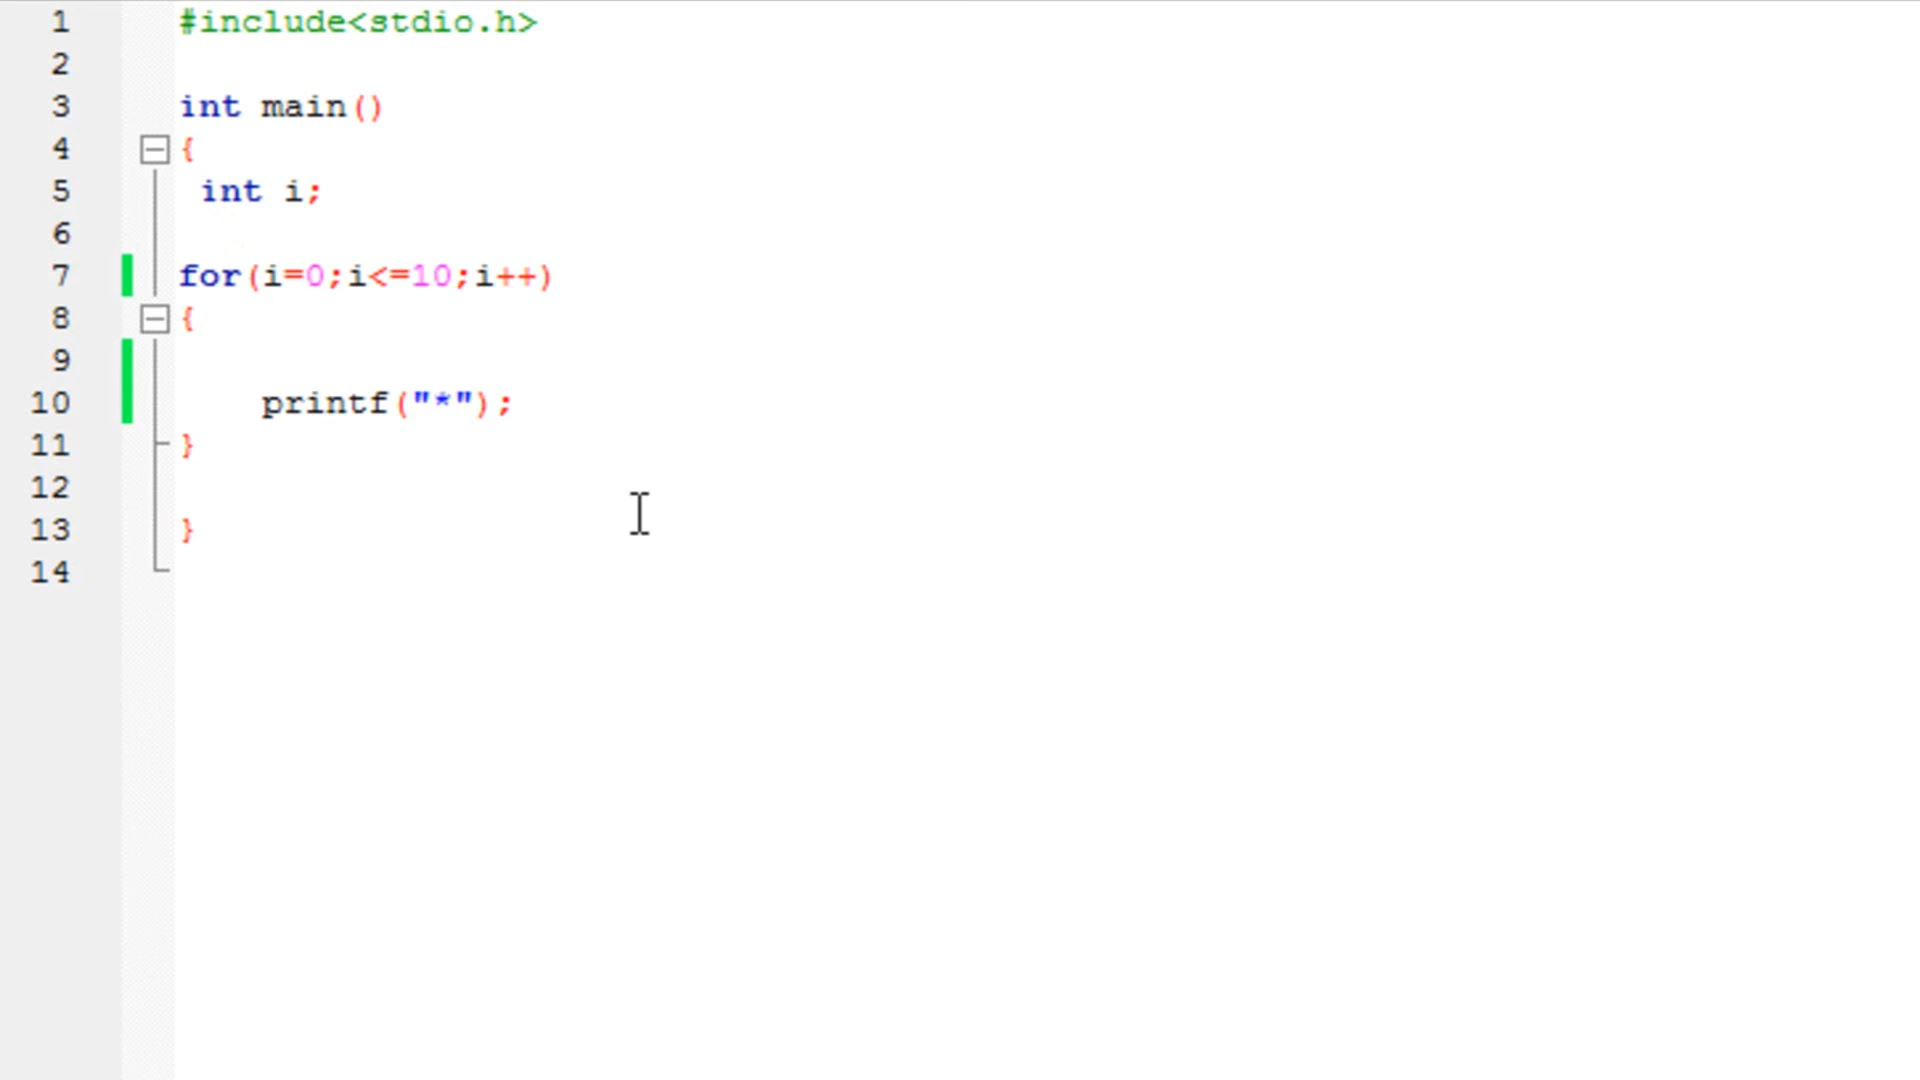 1 #include<stdio.h>
2
3 int main()
4 {
5 int i;
6
7 for(i=0;i<=10;i++)
8 {
9
10 printf("*");
11 }
12
13 }
14